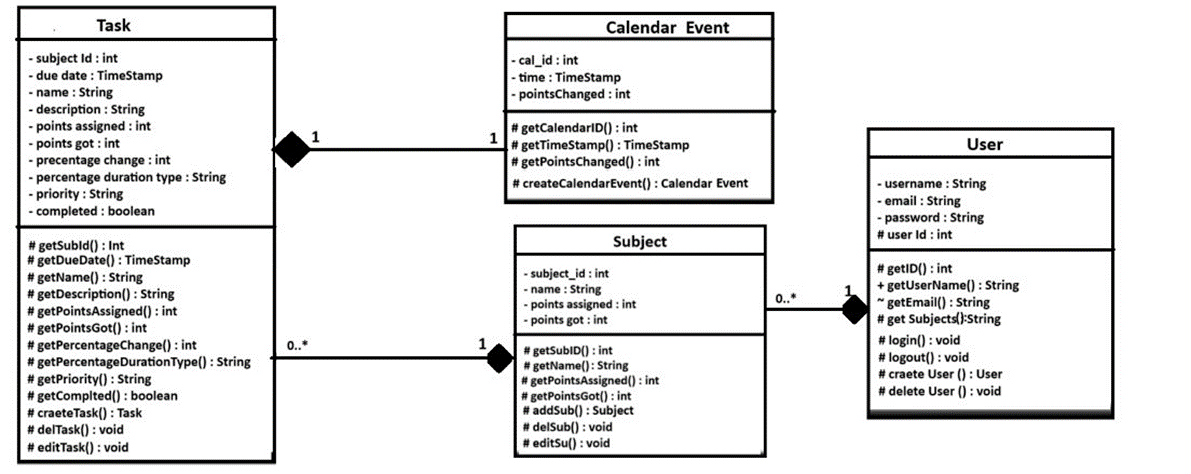 Task
- subject Id : int
- due date : TimeStamp
- name : String
- description : String
- points assigned : int
- points got : int
- precentage change : int
- percentage duration type : String
- priority : String
- completed : boolean
# getSubId() : Int
# getDueDate() : TimeStamp
# getName() : String
# getDescription() : String
# getPointsAssigned() : int
# getPointsGot() : int
# getPercentageChange() : int
# getPercentageDurationType() : String
# getPriority() : String
# getComplted() : boolean
# craeteTask() : Task
# delTask() : void
# editTask() : void
1
1
Calendar Event
- cal_id : int
- time : TimeStamp
- pointsChanged : int
# getCalendarID() : int
# getTimeStamp() : TimeStamp
# getPointsChanged() : int
# createCalendarEvent() : Calendar Event
0..*
1
Subject
- subject_id : int
- name : String
- points assigned : int
- points got : int
# getSubID() : int
# getName() : String
# getPointsAssigned() : int
# getPointsGot() : int
# addSub() : Subject
# delSub() : void
# editSu() : void
0..*
1
User
- username : String
- email : String
- password : String
# user Id : int
# getID() : int
+ getUserName() : String
~ getEmail() : String
# get Subjects():String
# login() : void
# logout() : void
# craete User () : User
# delete User () : void